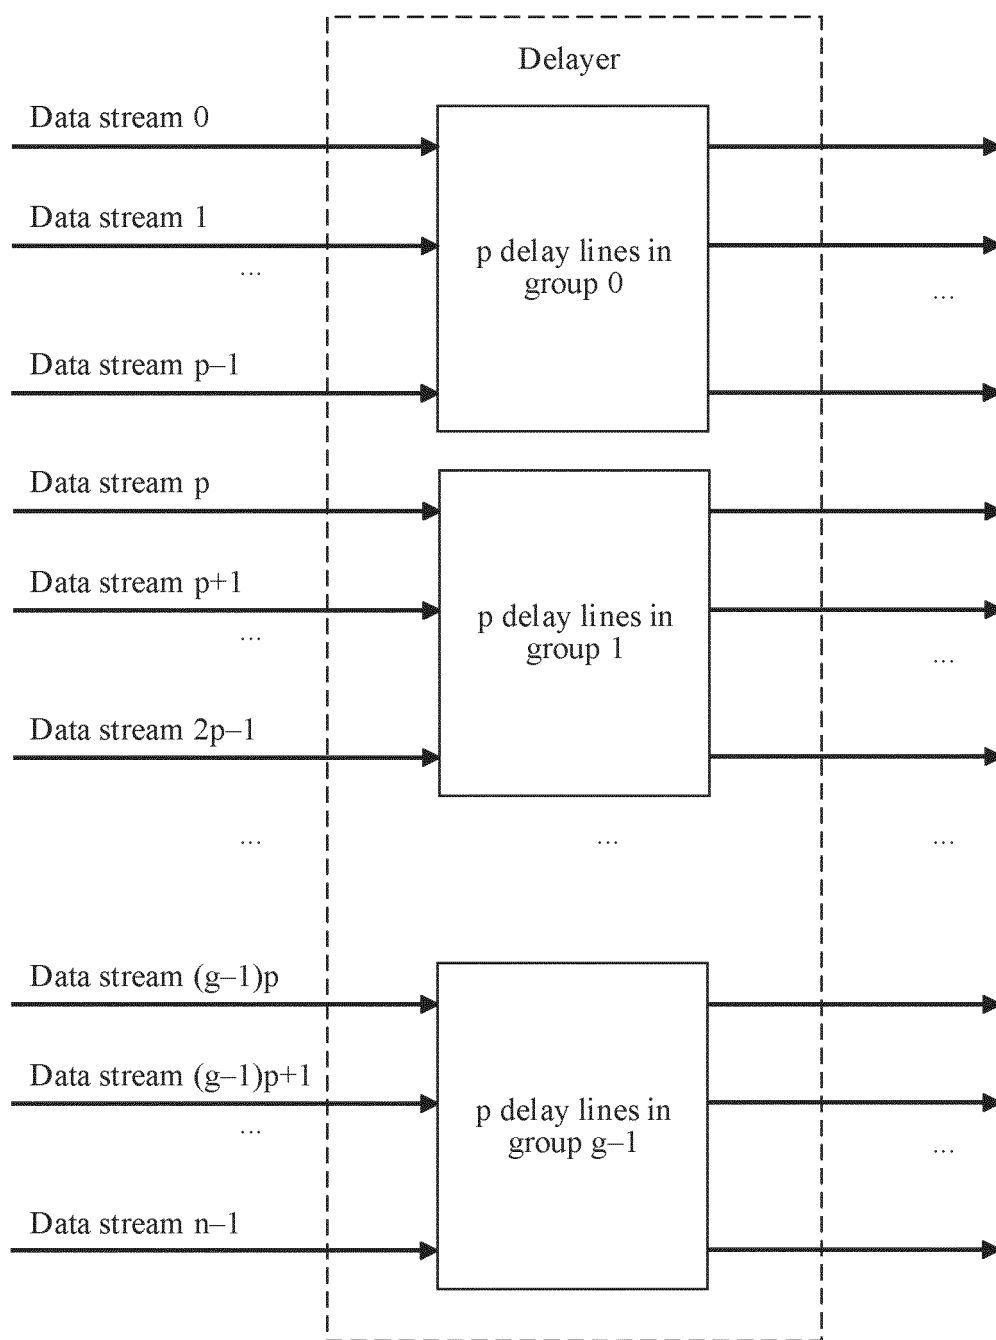 Delayer
Data stream 0
Data stream 1
...
p delay lines in
group 0
...
Data stream p–1
Data stream p
Data stream p+1
...
p delay lines in
group 1
...
Data stream 2p–1
...
...
...
Data stream (g–1)p
Data stream (g–1)p+1
...
p delay lines in
group g–1
...
Data stream n–1